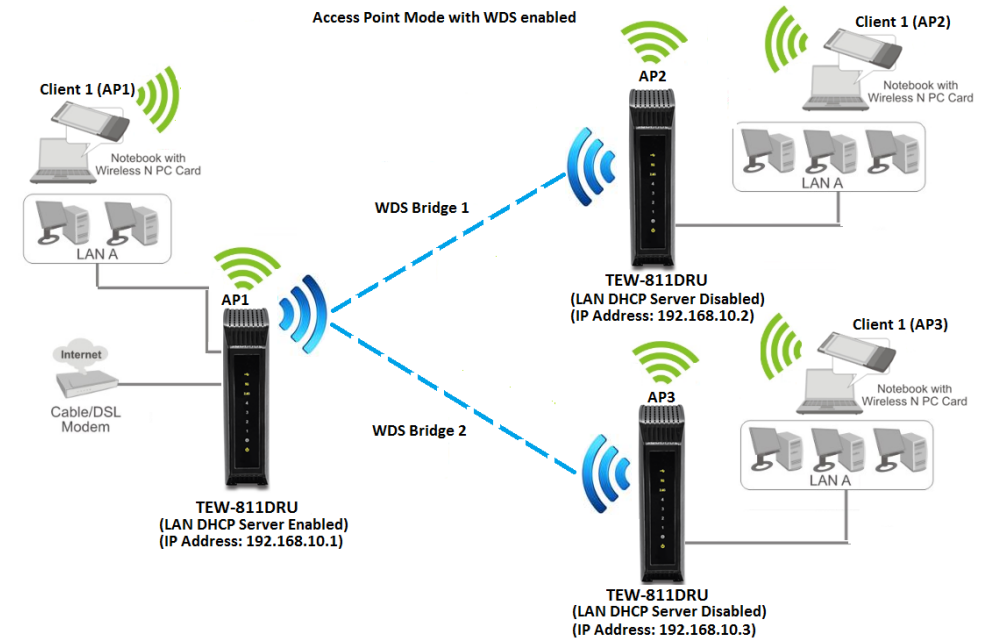 Access Point Mode with WDS enabled
Client 1 (AP1)
Notebook with
Wireless N PC Card
LAN A
AP1
Internet
Cable/DSL
Modem
TEW-811DRU
(LAN DHCP Server Enabled)
(IP Address: 192.168.10.1)
WDS Bridge 1
WDS Bridge 2
AP2
TEW-811DRU
(LAN DHCP Server Disabled)
(IP Address: 192.168.10.2)
Client 1 (AP2)
Notebook with
Wireless N PC Card
LAN A
AP3
TEW-811DRU
(LAN DHCP Server Disabled)
(IP Address: 192.168.10.3)
Client 1 (AP3)
Notebook with
Wireless N PC Card
LAN A